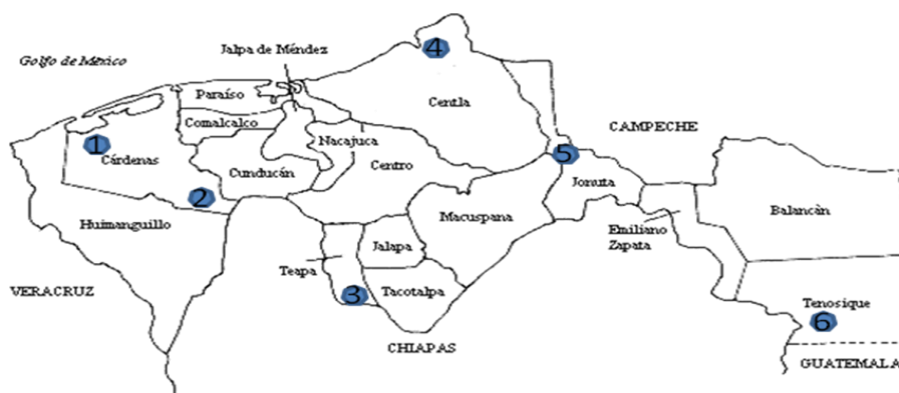 4
Jalpa de Méndez
Golfo de México
Paraíso
Centla
Comalcalco
CAMPECHE
1
Nacajuca
5
Cárdenas
Cunducán
Centro
Jonuta
2
Huimanguillo
Macuspana
Balancàn
Emiliano
Zapata
Jalapa
Teapa
VERACRUZ
3
Tacotalpa
Tenosique
6
CHIAPAS
GUATEMALA